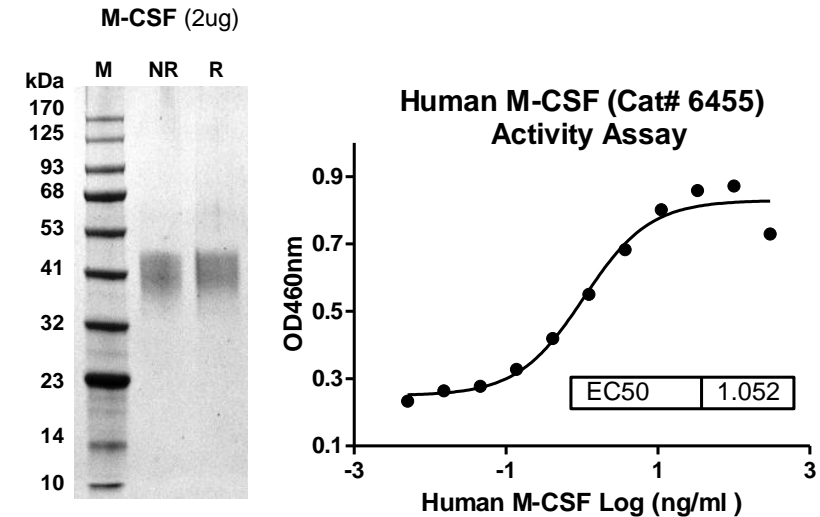 M-CSF (2ug)
kDa M NR R
170
125
93
68
53
41
32
23
14
10
Human M-CSF (Cat# 6455)
Activity Assay
OD460nm
0.9
0.7
0.5
0.3
0.1
EC50 1.052
-3 -1 1 3
Human M-CSF Log (ng/ml )